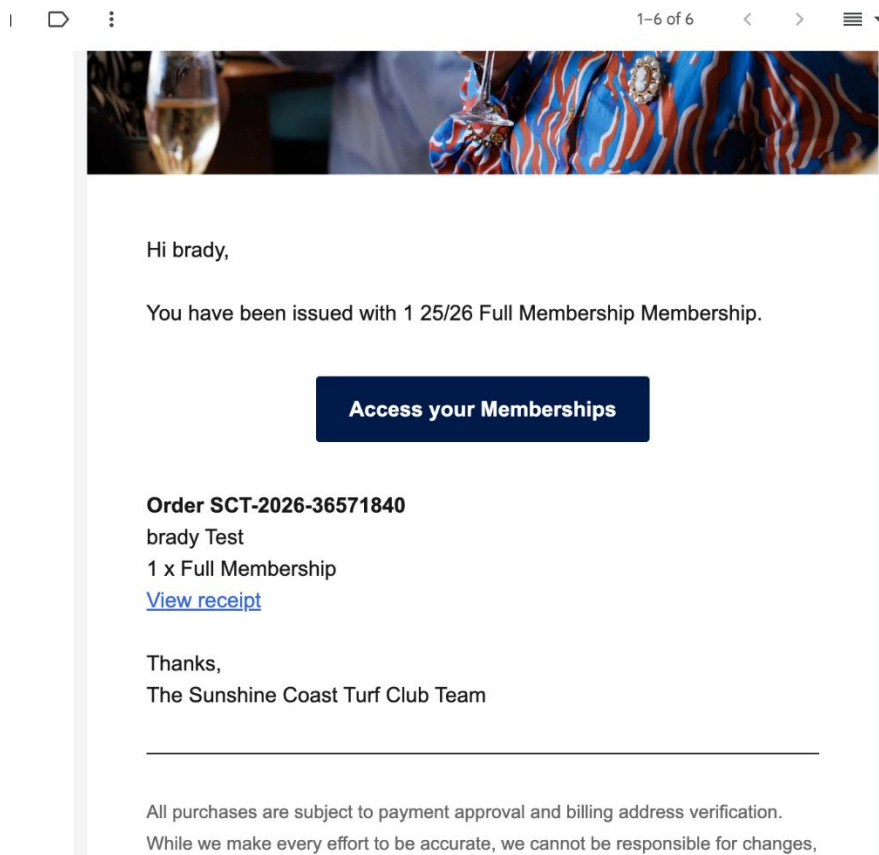 1–6 of 6
Hi brady,
You have been issued with 1 25/26 Full Membership Membership.
Access your Memberships
Order SCT-2026-36571840
brady Test
1 x Full Membership
View receipt
Thanks,
The Sunshine Coast Turf Club Team
All purchases are subject to payment approval and billing address verification.
While we make every effort to be accurate, we cannot be responsible for changes,